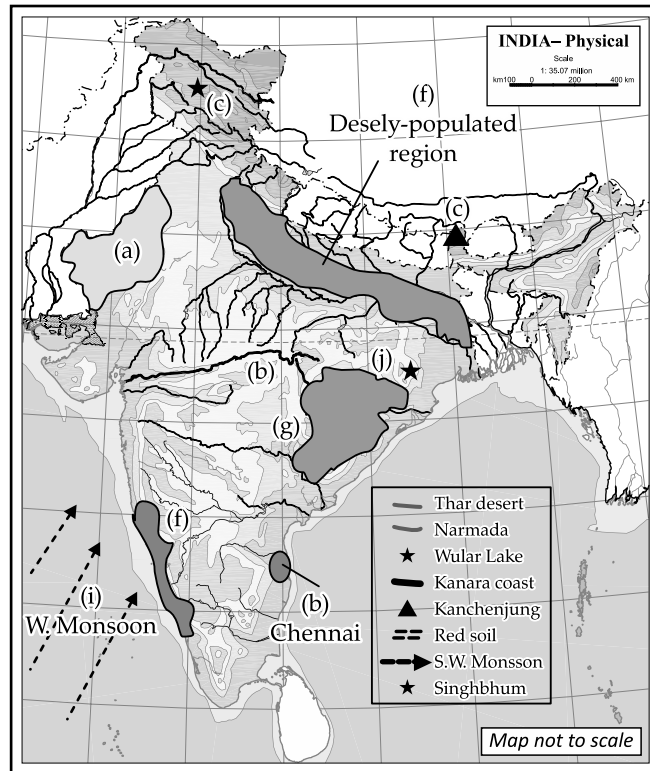 INDIA– Physical
Scale
1: 35.07 million
km100 0 200 400 km
(f)
Desely-populated
region
(c)
(c)
(a)
(j)
(b)
(g)
(f)
(i)
W. Monsoon
(b)
Chennai
Thar desert
Narmada
Wular Lake
Kanara coast
Kanchenjung
Red soil
S.W. Monsson
Singhbhum
Map not to scale